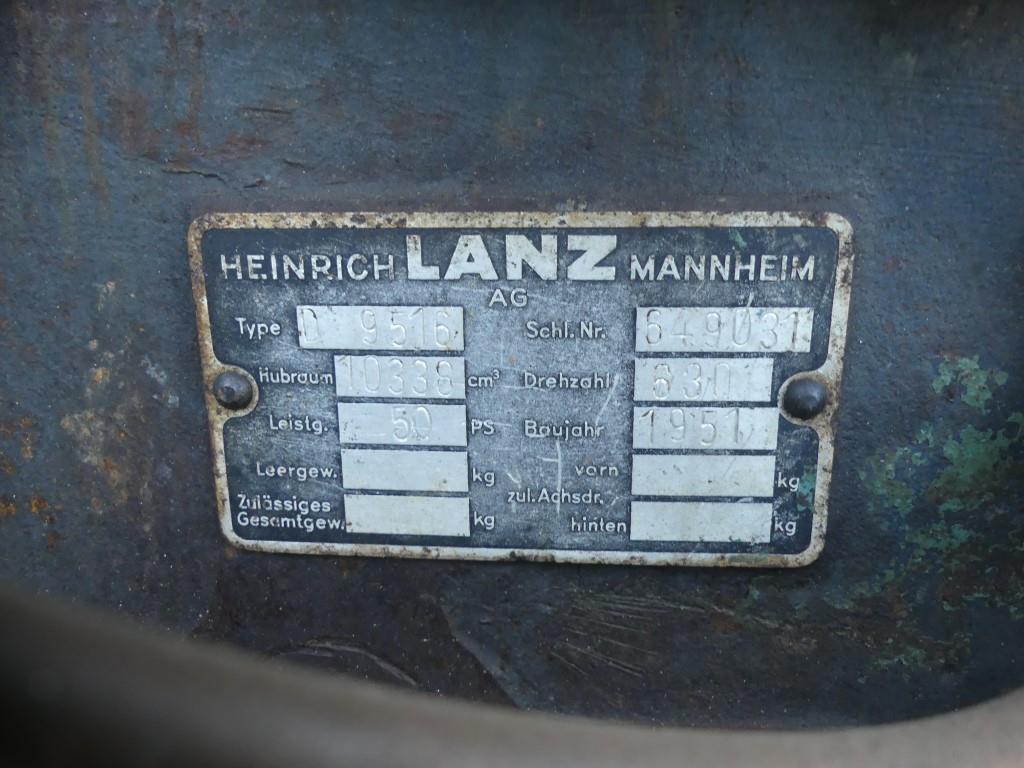 HEINRICH LANZ MANNHEIM
AG
Type D 9516 Schl. Nr. 649031
Hubraum 10338 cm³ Drehzahl
Leistg. 50 PS Baujahr 1951
Leergew. kg vorn kg
zul. Achsdr.
Zulässiges
Gesamtgew. kg hinten kg